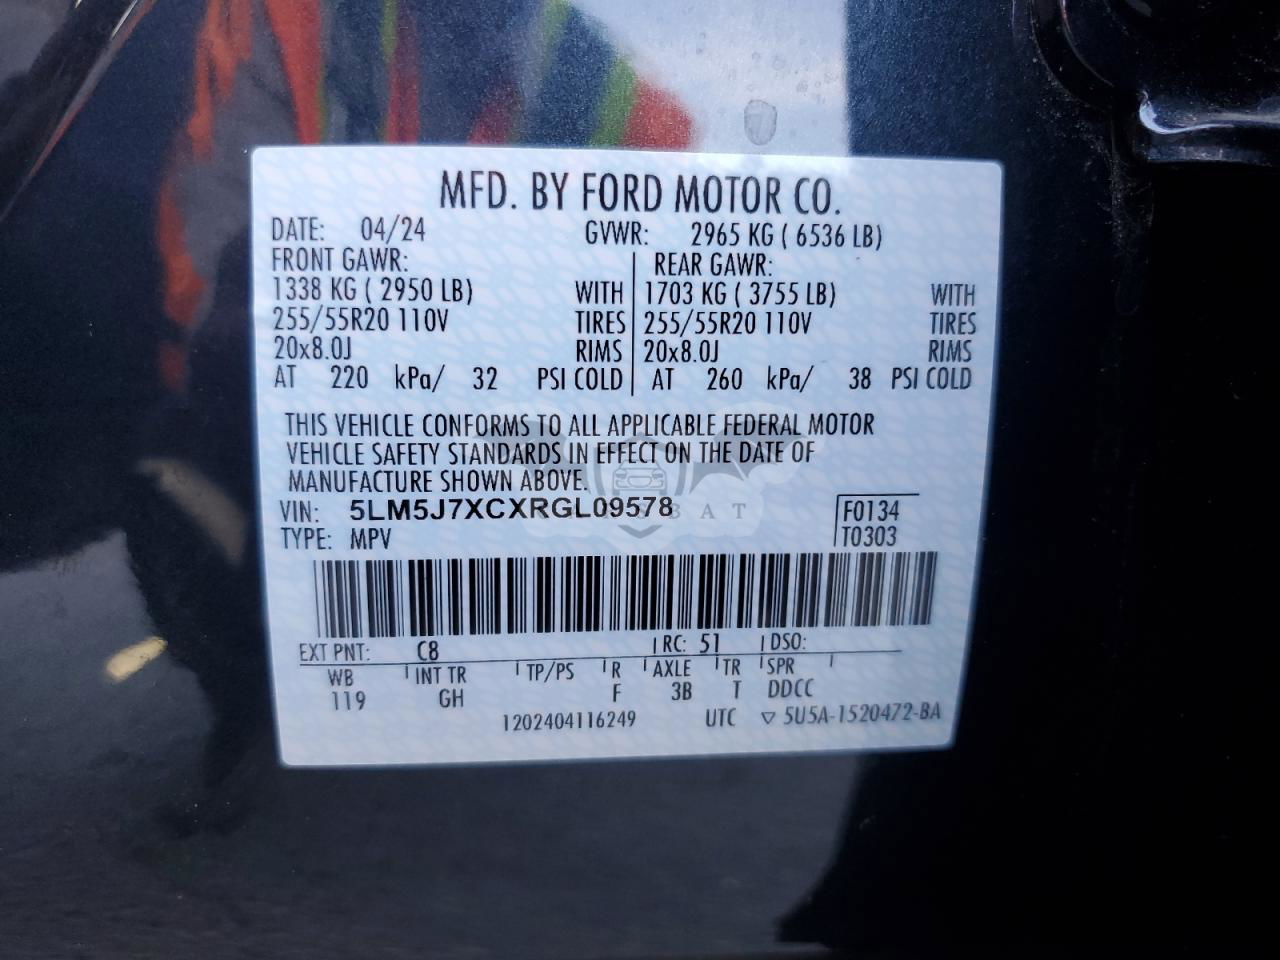 MFD. BY FORD MOTOR CO.
DATE: 04/24 GVWR: 2965 KG ( 6536 LB)
FRONT GAWR: REAR GAWR:
1338 KG ( 2950 LB) WITH 1703 KG ( 3755 LB) WITH
255/55R20 110V TIRES 255/55R20 110V TIRES
20x8.0J RIMS 20x8.0J RIMS
AT 220 kPa/ 32 PSI COLD AT 260 kPa/ 38 PSI COLD
THIS VEHICLE CONFORMS TO ALL APPLICABLE FEDERAL MOTOR
VEHICLE SAFETY STANDARDS IN EFFECT ON THE DATE OF
MANUFACTURE SHOWN ABOVE.
VIN: 5LM5J7XCXRGL09578 F0134
TYPE: MPV T0303
EXT PNT: C8 RC: 51 DSO:
WB INT TR TP/PS R AXLE TR SPR
119 GH F 3B T DDCC
1202404116249 UTC ▽ 5U5A-1520472-BA